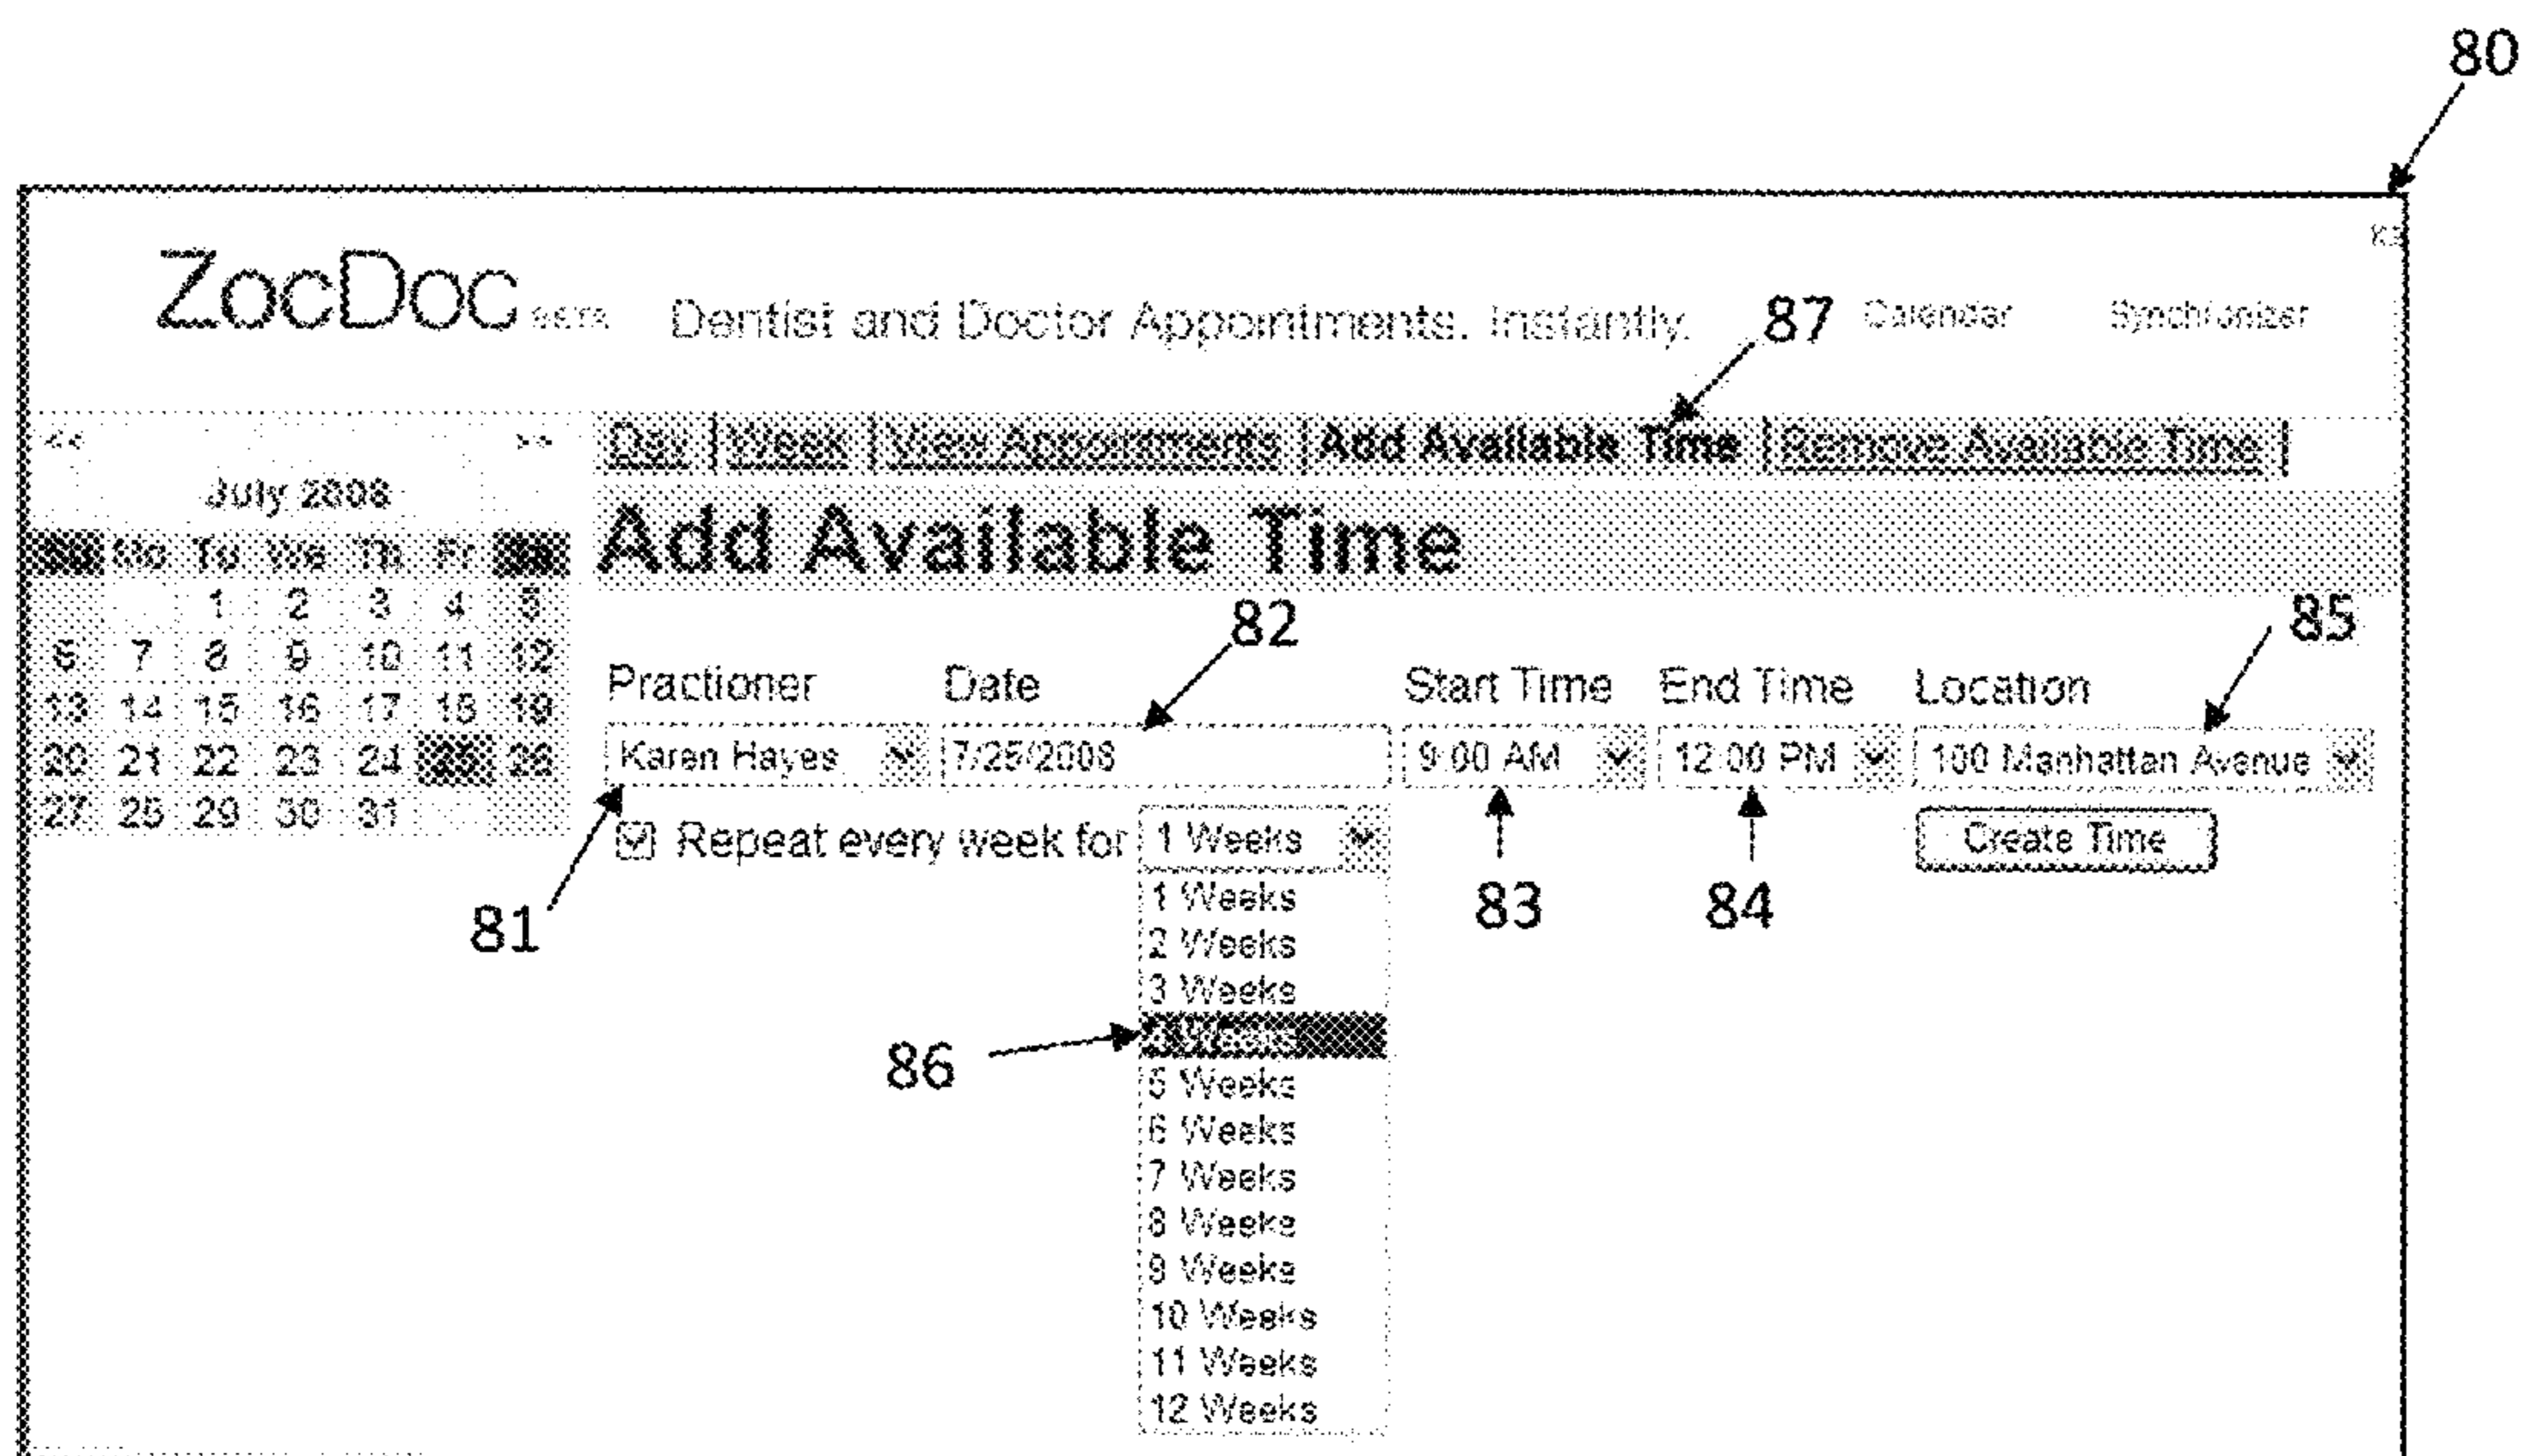 80
ZocDoc BETA Dentist and Doctor Appointments. Instantly. 87 Calendar Synchronizer
<< >> Day | Week | View Appointments | Add Available Time | Remove Available Time |
July 2008
Add Available Time
Su Mo Tu We Th Fr Sa
1 2 3 4 5
82 85
6 7 8 9 10 11 12
Practioner Date Start Time End Time Location
13 14 15 16 17 18 19
20 21 22 23 24 25 26
Karen Hayes 7/25/2008 9:00 AM 12:00 PM 100 Manhattan Avenue
27 28 29 30 31
Repeat every week for 1 Weeks Create Time
81 1 Weeks 83 84
2 Weeks
3 Weeks
86 4 Weeks
5 Weeks
6 Weeks
7 Weeks
8 Weeks
9 Weeks
10 Weeks
11 Weeks
12 Weeks